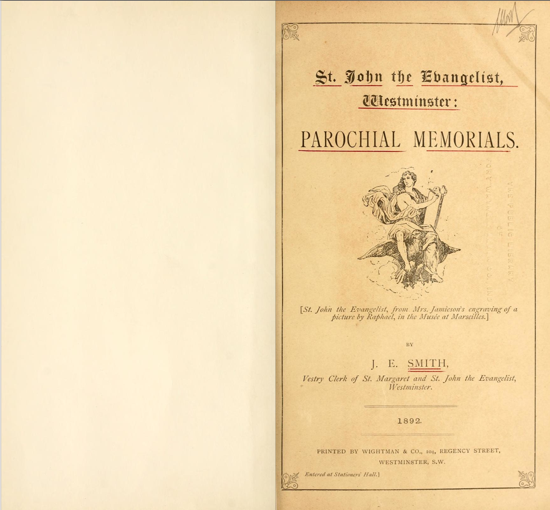 St. John the Evangelist,
Westminster:
PAROCHIAL MEMORIALS.
[St. John the Evangelist, from Mrs. Jamieson's engraving of a
picture by Raphael, in the Musée at Marseilles.]
BY
J. E. SMITH,
Vestry Clerk of St. Margaret and St. John the Evangelist,
Westminster.
1892.
PRINTED BY WIGHTMAN & CO., REGENCY STREET,
WESTMINSTER, S.W.
Entered at Stationers' Hall.]